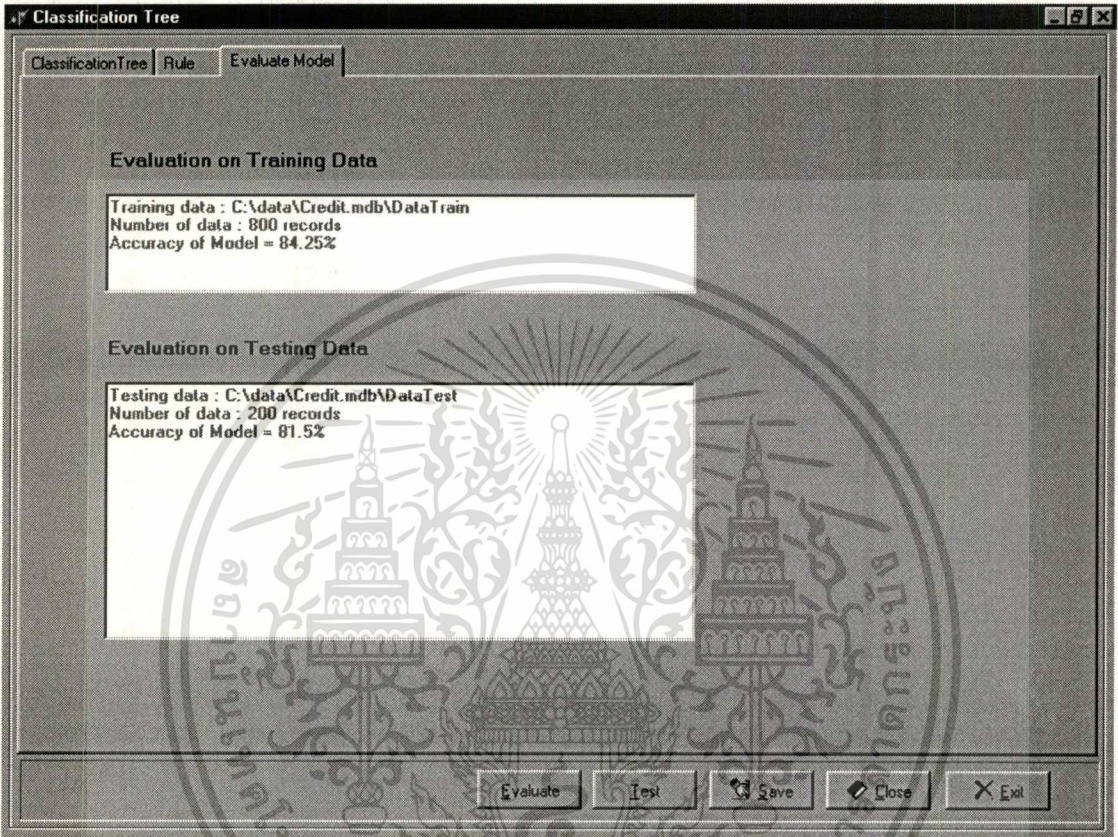 Classification Tree
ClassificationTree Rule Evaluate Model
Evaluation on Training Data
Training data : C:\data\Credit.mdb\DataTrain
Number of data : 800 records
Accuracy of Model = 84.25%
Evaluation on Testing Data
Testing data : C:\data\Credit.mdb\DataTest
Number of data : 200 records
Accuracy of Model = 81.5%
Evaluate Test Save Close Exit